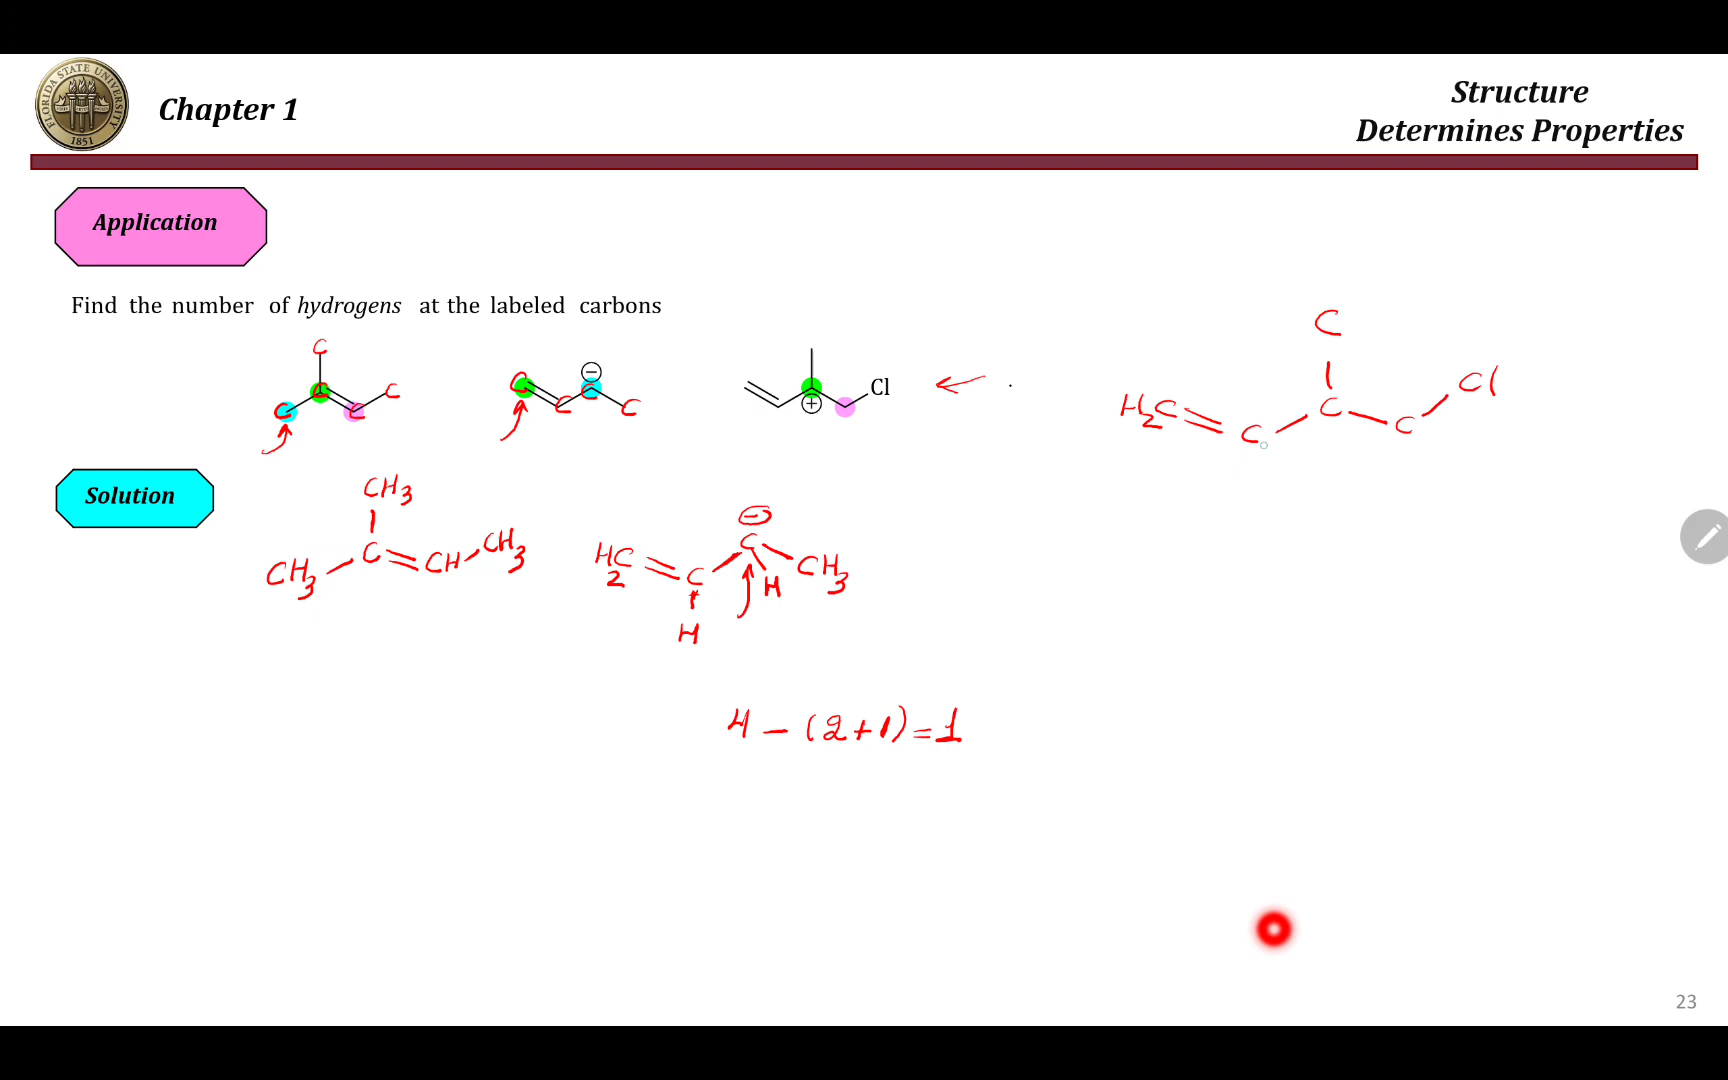 FLORIDA STATE UNIVERSITY
1851
Chapter 1
Structure
Determines Properties
Application
Find the number of hydrogens at the labeled carbons
C
C C C C
C C C C
⊖
⊕
Cl
C
H2C C C C Cl
Solution
CH3
CH3 C CH CH3
⊖
H2C C C CH3
H
H
4 – (2+1) = 1
23